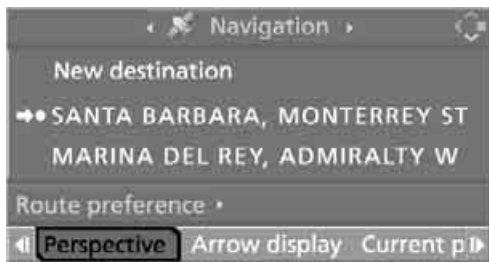 Navigation
New destination
SANTA BARBARA, MONTERREY ST
MARINA DEL REY, ADMIRALTY W
Route preference
Perspective Arrow display Current p